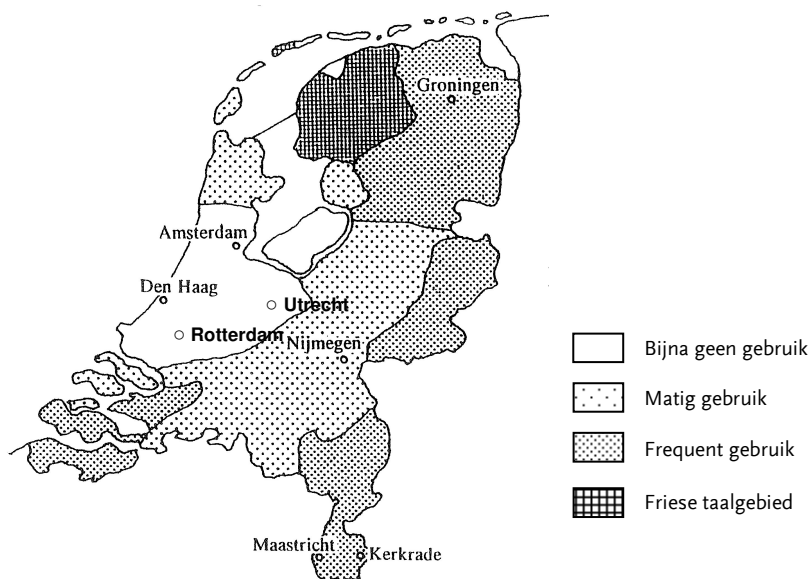 Groningen
Amsterdam
Den Haag
Utrecht
Rotterdam
Nijmegen
Maastricht
Kerkrade
Bijna geen gebruik
Matig gebruik
Frequent gebruik
Friese taalgebied